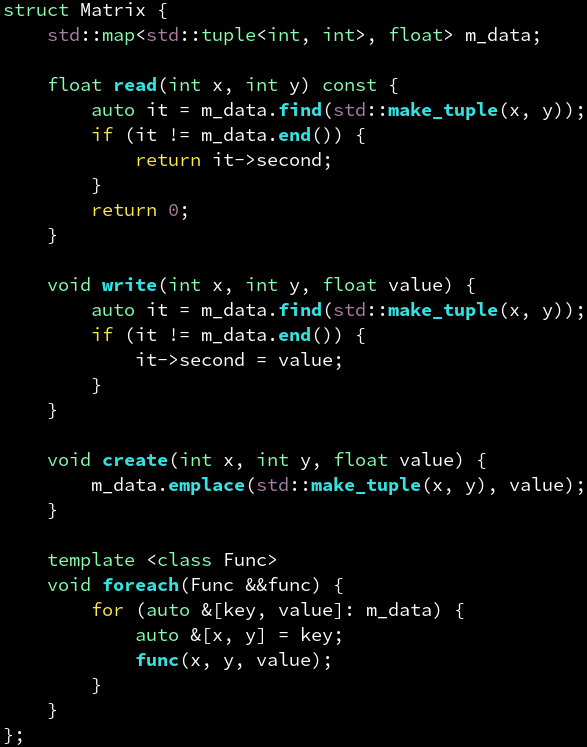 struct Matrix {
    std::map<std::tuple<int, int>, float> m_data;

    float read(int x, int y) const {
        auto it = m_data.find(std::make_tuple(x, y));
        if (it != m_data.end()) {
            return it->second;
        }
        return 0;
    }

    void write(int x, int y, float value) {
        auto it = m_data.find(std::make_tuple(x, y));
        if (it != m_data.end()) {
            it->second = value;
        }
    }

    void create(int x, int y, float value) {
        m_data.emplace(std::make_tuple(x, y), value);
    }

    template <class Func>
    void foreach(Func &&func) {
        for (auto &[key, value]: m_data) {
            auto &[x, y] = key;
            func(x, y, value);
        }
    }
};